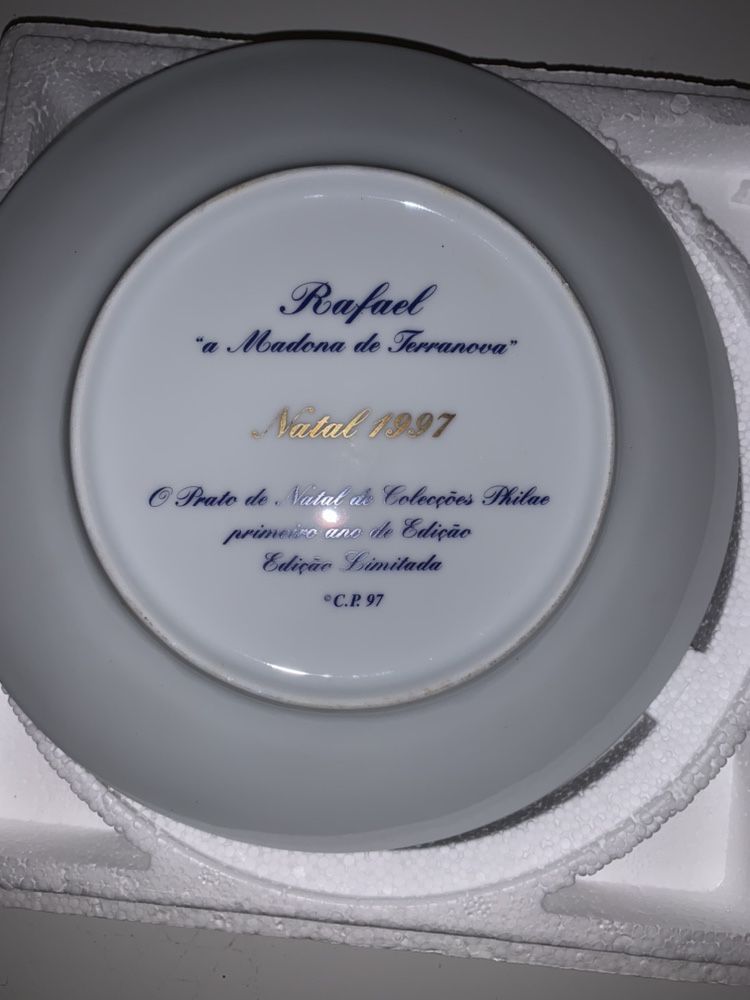 Rafael
“a Madona de Terranova”
Natal 1997
O Prato de Natal de Colecções Philae
primeiro ano de Edição
Edição Limitada
©C.P. 97